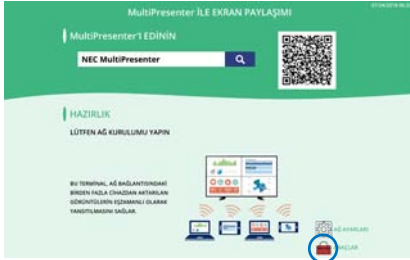 MultiPresenter İLE EKRAN PAYLAŞIMI
MultiPresenter'I EDİNİN
NEC MultiPresenter
HAZIRLIK
LÜTFEN AĞ KURULUMU YAPIN
BU TERMİNAL, AĞ BAĞLANTISINDAKİ
BİRDEN FAZLA CİHAZDAN AKTARILAN
GÖRÜNTÜLERİN EŞZAMANLI OLARAK
YANSITILMASINI SAĞLAR.
AĞ AYARLARI